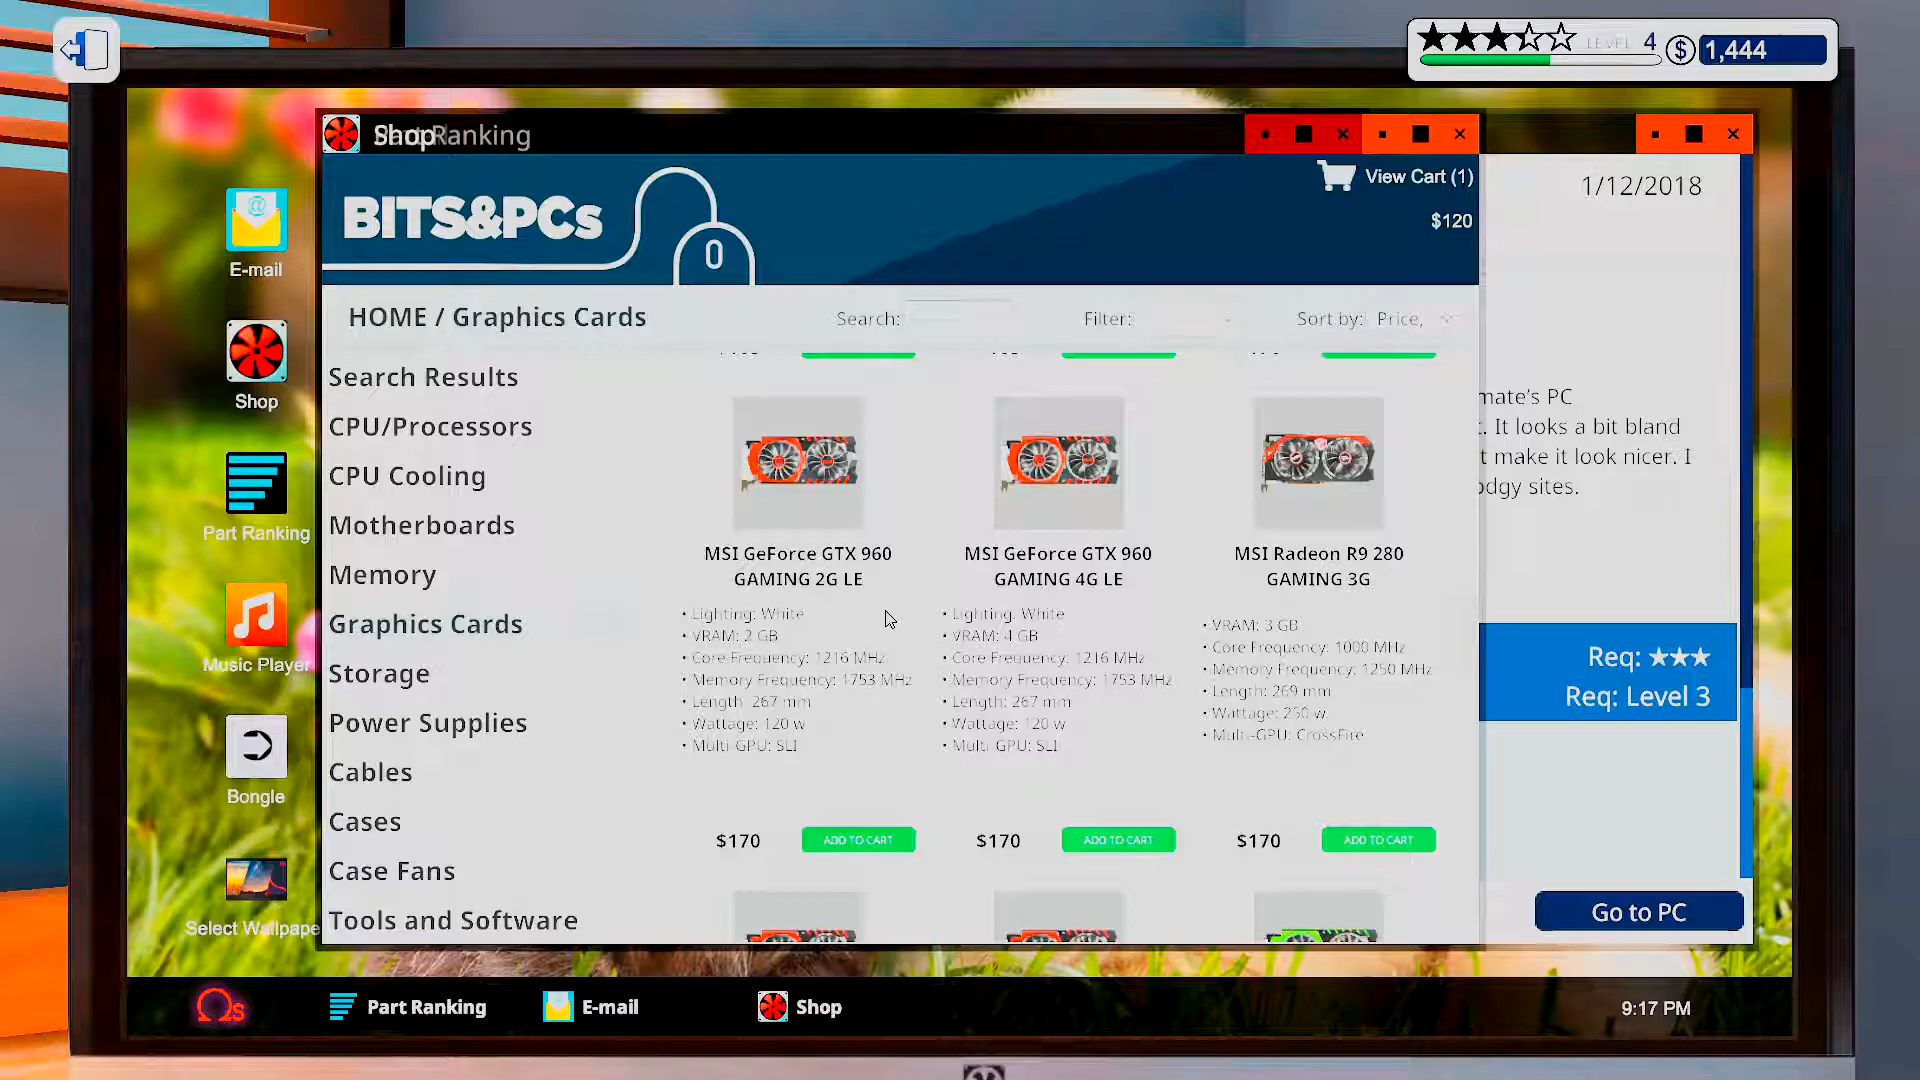 LEVEL 4 $ 1,444
Shop
Ranking
View Cart (1)
$120
BITS&PCs
1/12/2018
HOME / Graphics Cards
Search:
Filter:
Sort by: Price,
Search Results
CPU/Processors
CPU Cooling
Motherboards
Memory
Graphics Cards
Storage
Power Supplies
Cables
Cases
Case Fans
Tools and Software
MSI GeForce GTX 960
GAMING 2G LE
• Lighting: White
• VRAM: 2 GB
• Core Frequency: 1216 MHz
• Memory Frequency: 1753 MHz
• Length: 267 mm
• Wattage: 120 w
• Multi-GPU: SLI
$170
ADD TO CART
MSI GeForce GTX 960
GAMING 4G LE
• Lighting: White
• VRAM: 4 GB
• Core Frequency: 1216 MHz
• Memory Frequency: 1753 MHz
• Length: 267 mm
• Wattage: 120 w
• Multi-GPU: SLI
$170
ADD TO CART
MSI Radeon R9 280
GAMING 3G
• VRAM: 3 GB
• Core Frequency: 1000 MHz
• Memory Frequency: 1250 MHz
• Length: 269 mm
• Wattage: 250 w
• Multi-GPU: CrossFire
$170
ADD TO CART
mate's PC
. It looks a bit bland
t make it look nicer. I
odgy sites.
Req: ★★★
Req: Level 3
Go to PC
E-mail
Shop
Part Ranking
Music Player
Bongle
Select Wallpape
Ωs
Part Ranking
E-mail
Shop
9:17 PM